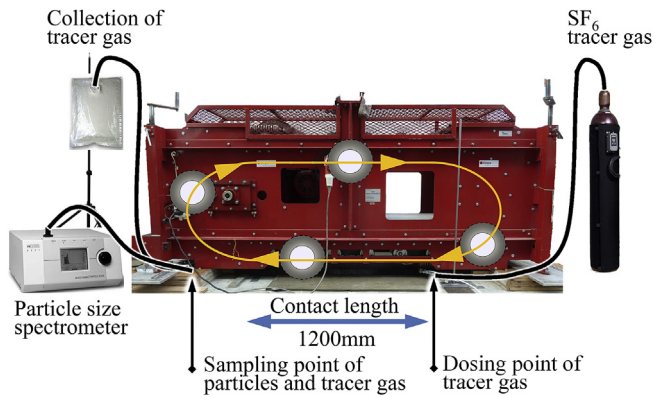 Collection of
tracer gas
SF6
tracer gas
Particle size
spectrometer
Contact length
1200mm
Sampling point of
particles and tracer gas
Dosing point of
tracer gas